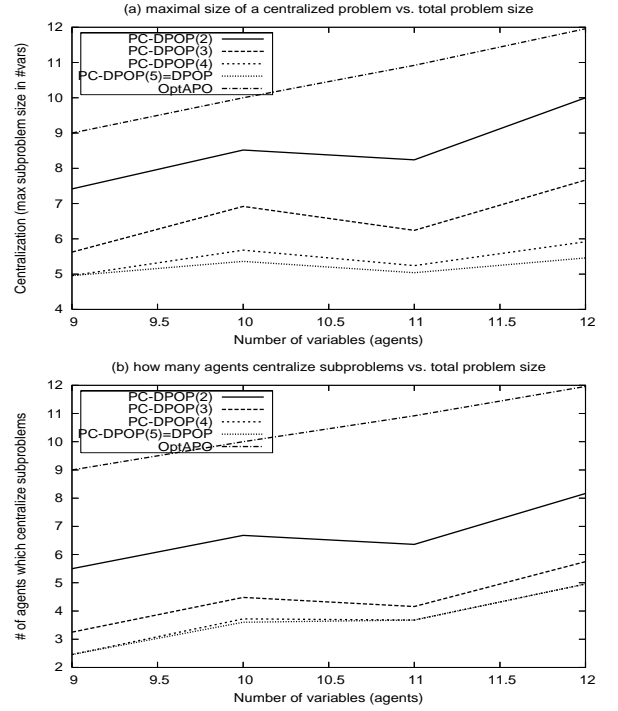 (a) maximal size of a centralized problem vs. total problem size
Centralization (max subproblem size in #vars)
12
11
10
9
8
7
6
5
4
PC-DPOP(2)
PC-DPOP(3)
PC-DPOP(4)
PC-DPOP(5)=DPOP
OptAPO
9
9.5
10
10.5
11
11.5
12
Number of variables (agents)
(b) how many agents centralize subproblems vs. total problem size
# of agents which centralize subproblems
12
11
10
9
8
7
6
5
4
3
2
PC-DPOP(2)
PC-DPOP(3)
PC-DPOP(4)
PC-DPOP(5)=DPOP
OptAPO
9
9.5
10
10.5
11
11.5
12
Number of variables (agents)